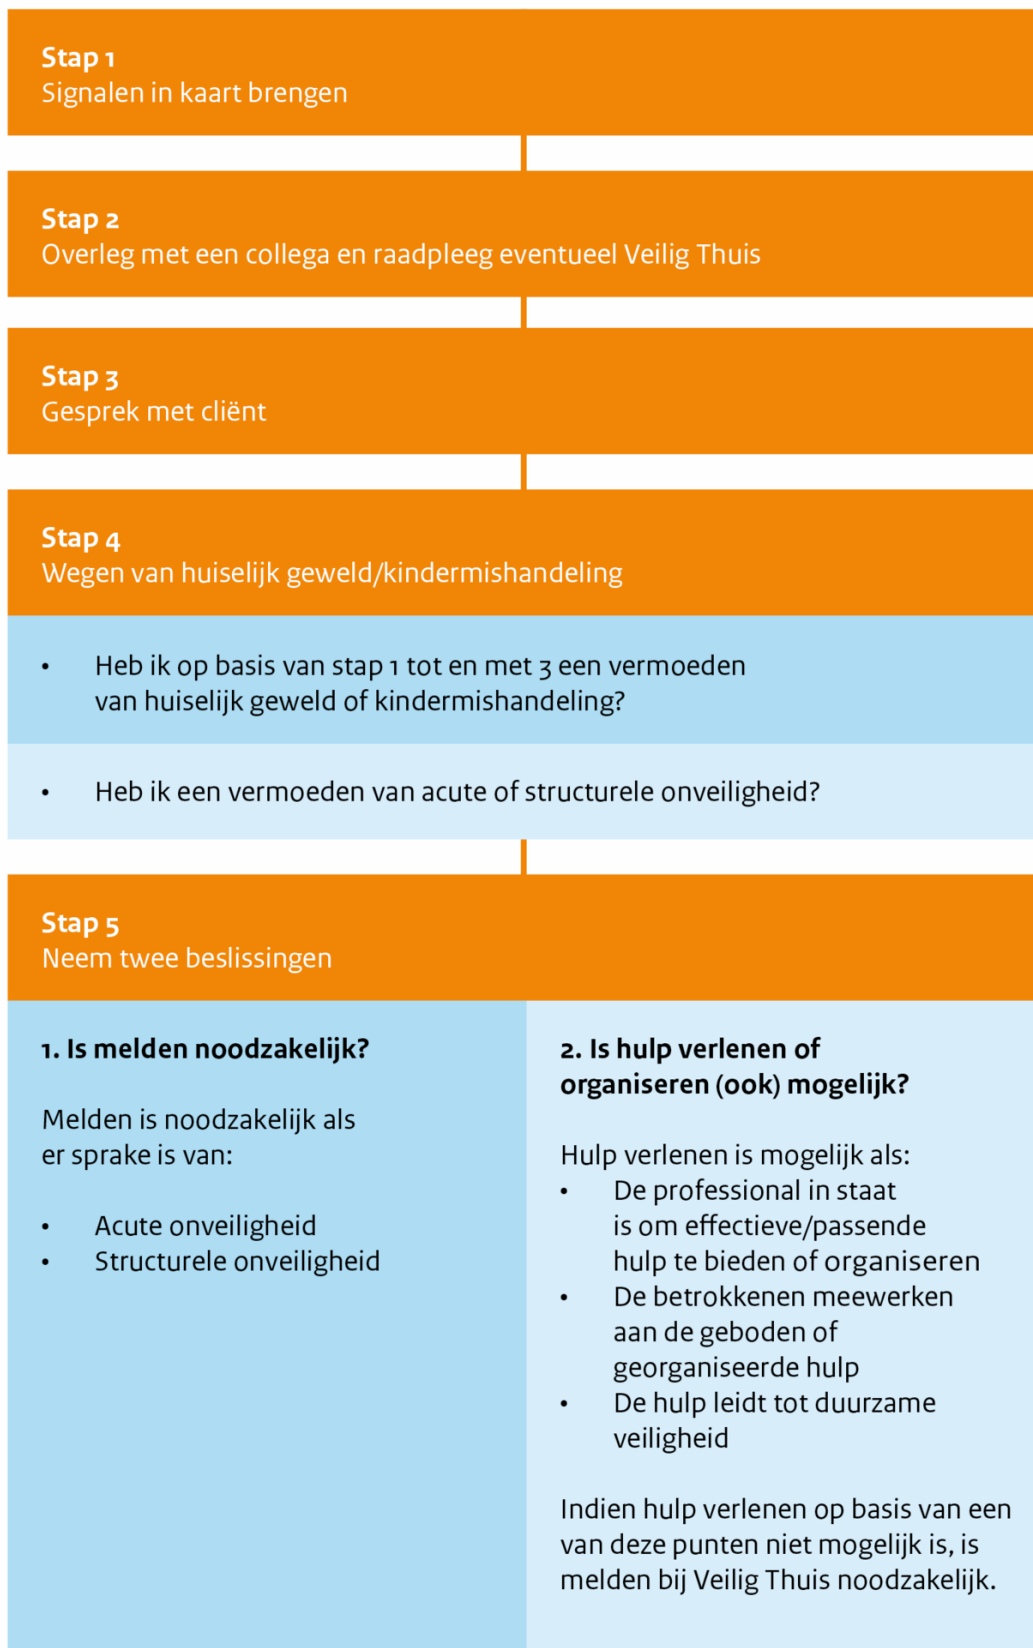 Stap 1
Signalen in kaart brengen
Stap 2
Overleg met een collega en raadpleeg eventueel Veilig Thuis
Stap 3
Gesprek met cliënt
Stap 4
Wegen van huiselijk geweld/kindermishandeling
• Heb ik op basis van stap 1 tot en met 3 een vermoeden
van huiselijk geweld of kindermishandeling?
• Heb ik een vermoeden van acute of structurele onveiligheid?
Stap 5
Neem twee beslissingen
1. Is melden noodzakelijk?
Melden is noodzakelijk als
er sprake is van:
• Acute onveiligheid
• Structurele onveiligheid
2. Is hulp verlenen of
organiseren (ook) mogelijk?
Hulp verlenen is mogelijk als:
• De professional in staat
is om effectieve/passende
hulp te bieden of organiseren
• De betrokkenen meewerken
aan de geboden of
georganiseerde hulp
• De hulp leidt tot duurzame
veiligheid
Indien hulp verlenen op basis van een
van deze punten niet mogelijk is, is
melden bij Veilig Thuis noodzakelijk.